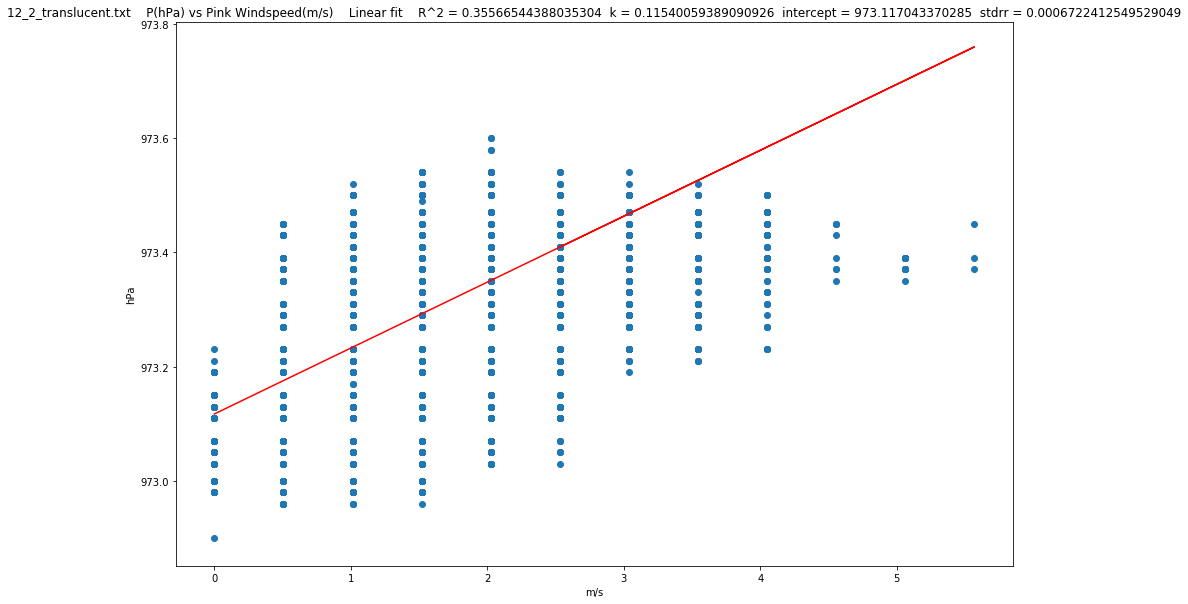 12_2_translucent.txt    P(hPa) vs Pink Windspeed(m/s)    Linear fit    R^2 = 0.35566544388035304  k = 0.11540059389090926  intercept = 973.117043370285  stdrr = 0.0006722412549529049
973.8
973.6
973.4
973.2
973.0
hPa
0 1 2 3 4 5
m/s